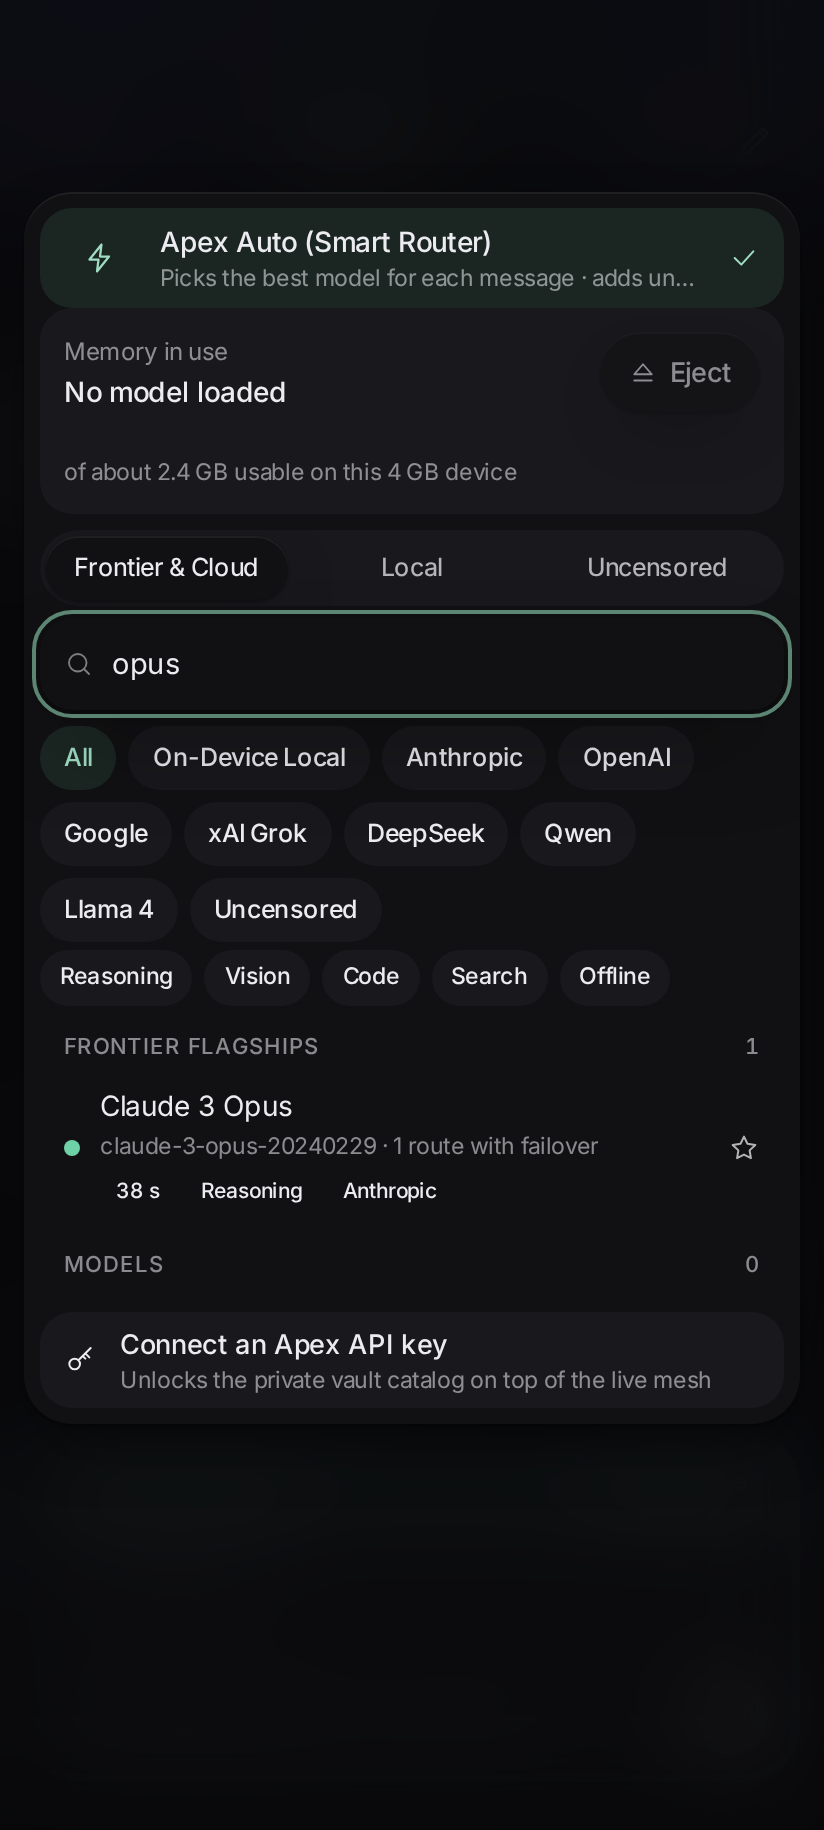 Apex Auto (Smart Router)
Picks the best model for each message · adds un...
Memory in use
No model loaded
Eject
of about 2.4 GB usable on this 4 GB device
Frontier & Cloud
Local
Uncensored
opus
All
On-Device Local
Anthropic
OpenAI
Google
xAI Grok
DeepSeek
Qwen
Llama 4
Uncensored
Reasoning
Vision
Code
Search
Offline
FRONTIER FLAGSHIPS
1
Claude 3 Opus
claude-3-opus-20240229 · 1 route with failover
38 s
Reasoning
Anthropic
MODELS
0
Connect an Apex API key
Unlocks the private vault catalog on top of the live mesh